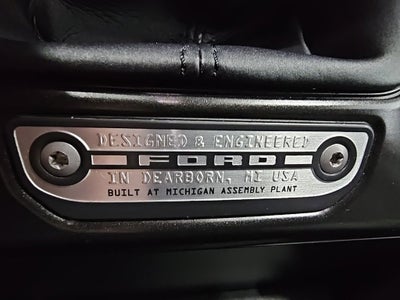 DESIGNED & ENGINEERED
FORD
IN DEARBORN, MI USA
BUILT AT MICHIGAN ASSEMBLY PLANT